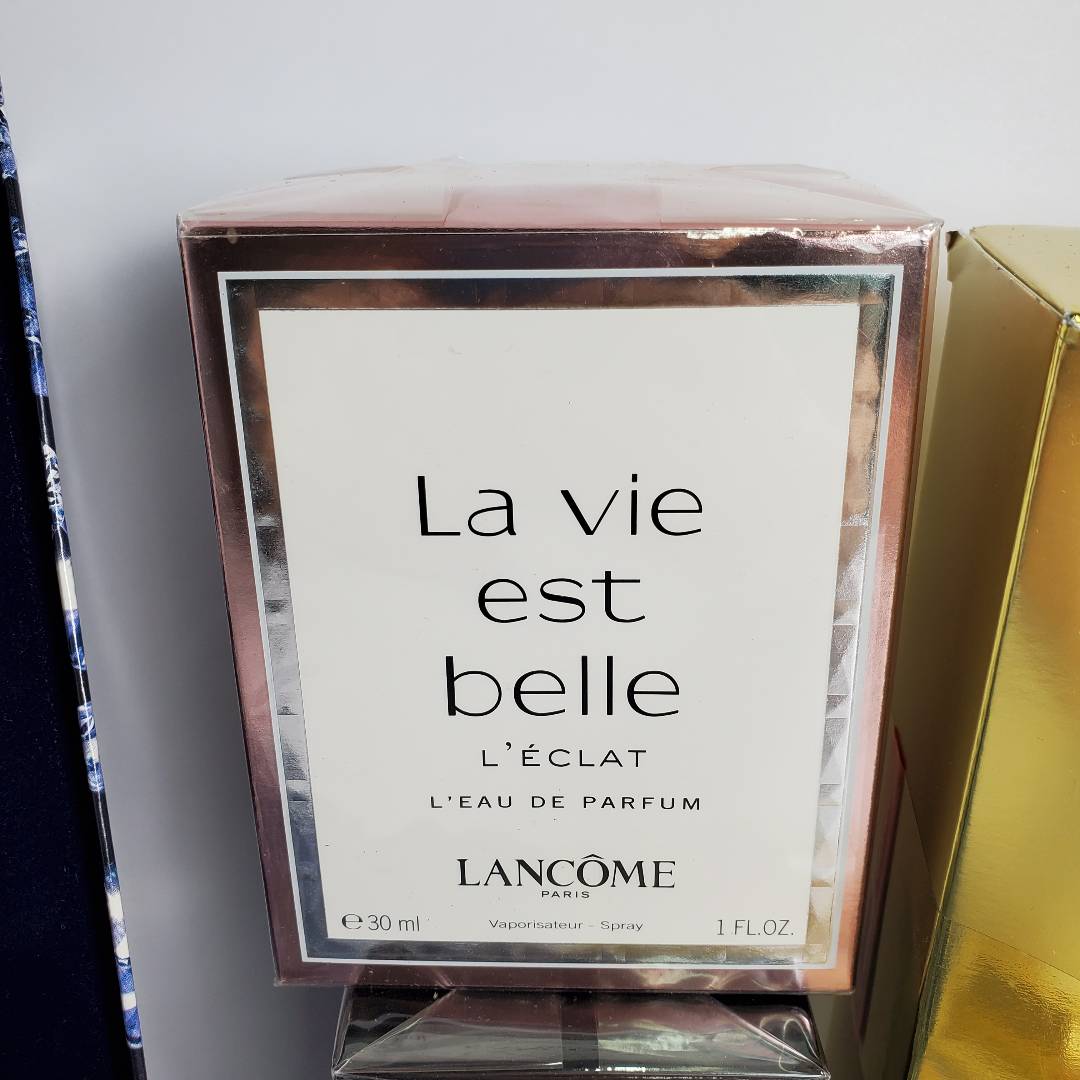 La vie
est
belle
L'ÉCLAT
L'EAU DE PARFUM
LANCÔME
PARIS
℮30 ml Vaporisateur - Spray 1 FL.OZ.